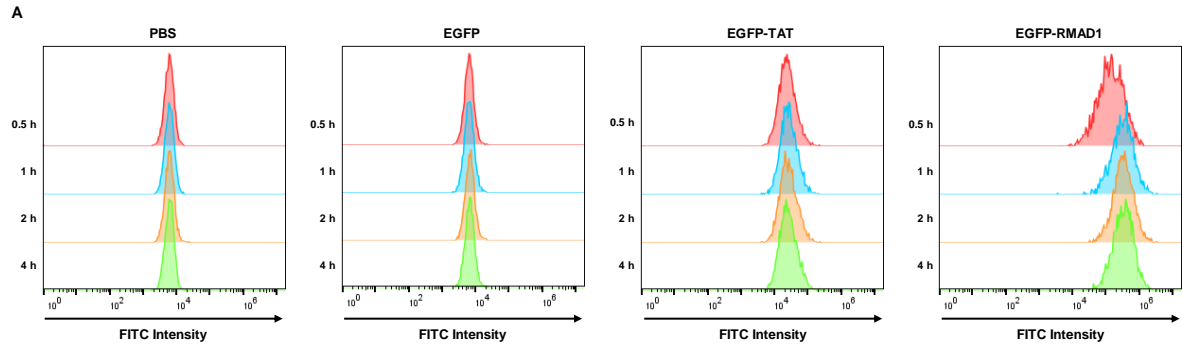 A
PBS
EGFP
EGFP-TAT
EGFP-RMAD1
0.5 h
1 h
2 h
4 h
10^0 10^2 10^4 10^6
FITC Intensity
0.5 h
1 h
2 h
4 h
10^0 10^2 10^4 10^6
FITC Intensity
0.5 h
1 h
2 h
4 h
10^0 10^2 10^4 10^6
FITC Intensity
0.5 h
1 h
2 h
4 h
10^0 10^2 10^4 10^6
FITC Intensity